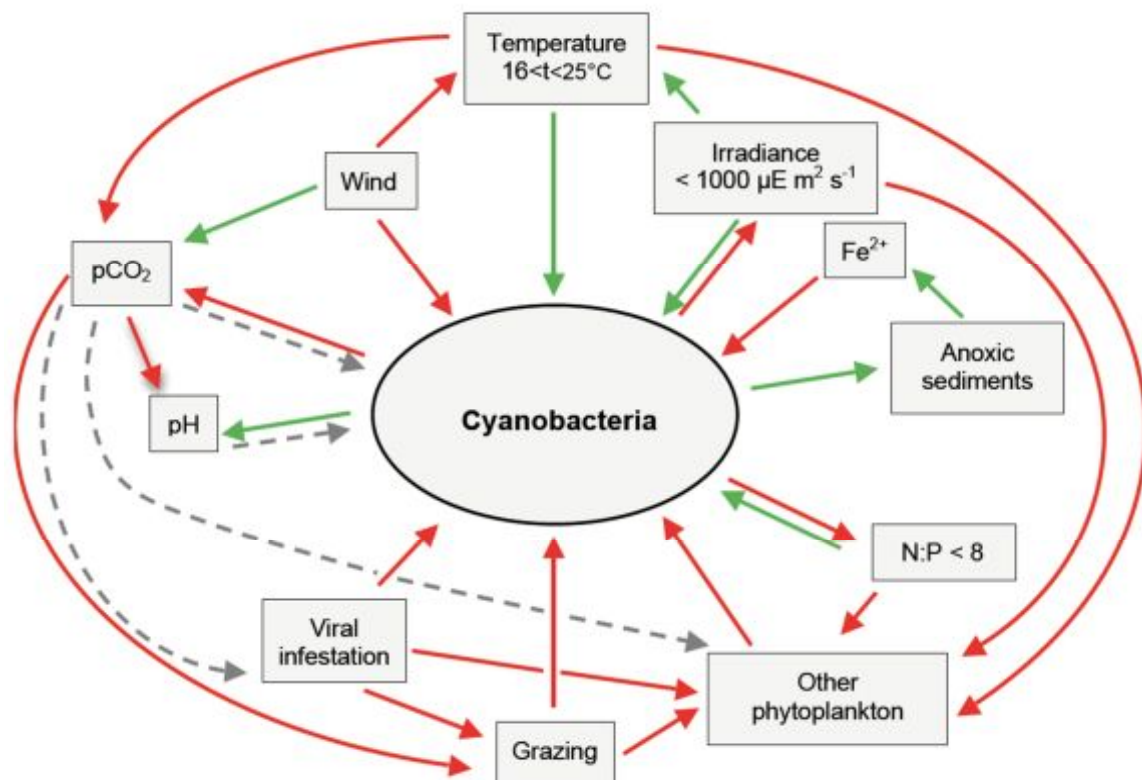 Temperature
16<t<25°C
Irradiance
< 1000 µE m² s⁻¹
Wind
Fe²⁺
pCO₂
Anoxic
sediments
pH
Cyanobacteria
N:P < 8
Viral
infestation
Other
phytoplankton
Grazing